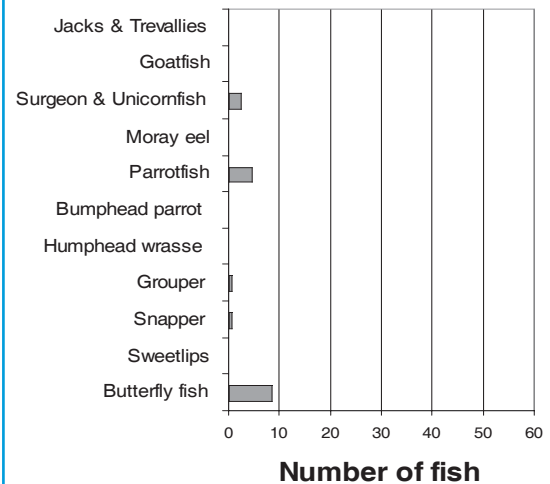 Jacks & Trevallies
Goatfish
Surgeon & Unicornfish
Moray eel
Parrotfish
Bumphead parrot
Humphead wrasse
Grouper
Snapper
Sweetlips
Butterfly fish
0 10 20 30 40 50 60
Number of fish